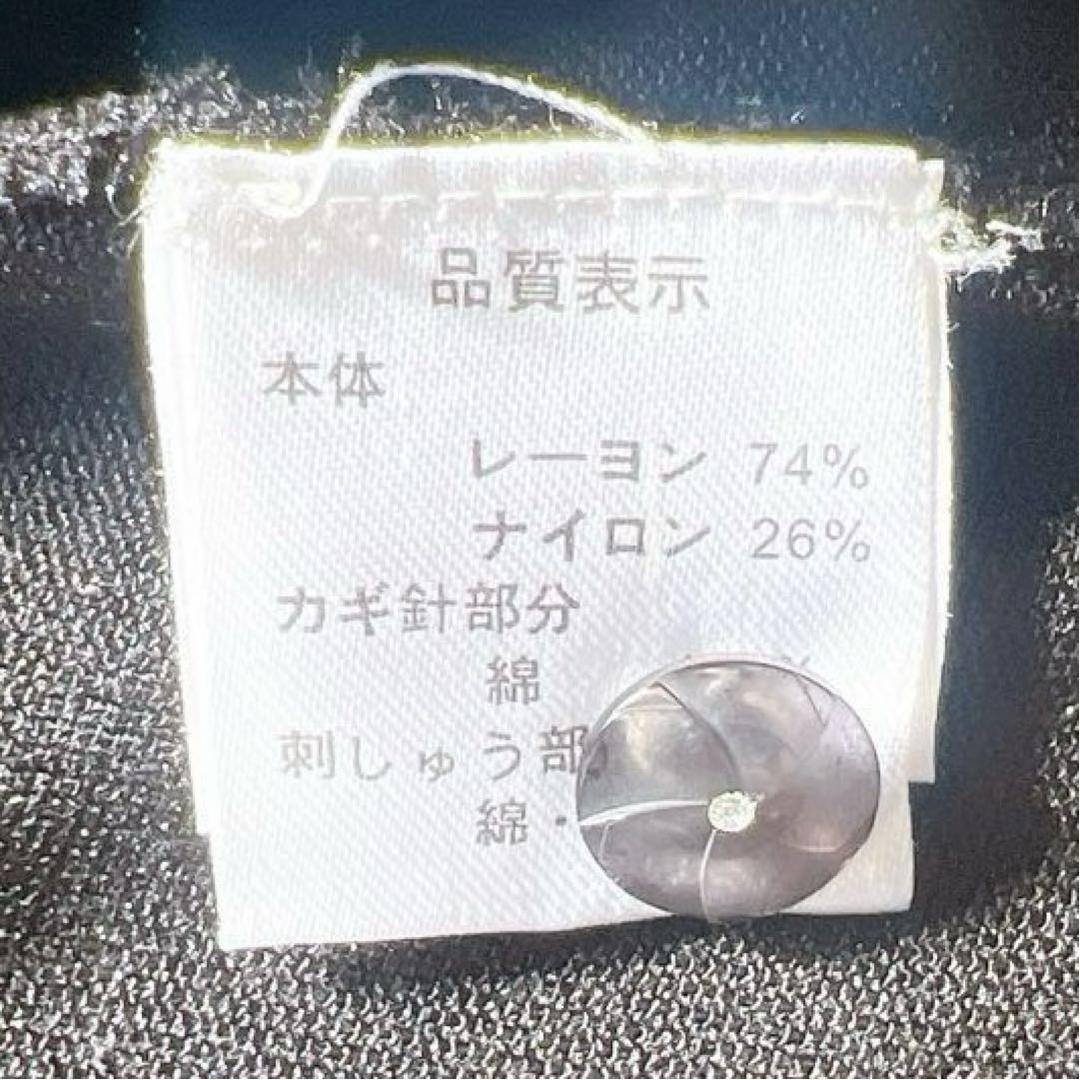 品質表示
本体
レーヨン 74%
ナイロン 26%
カギ針部分
綿
刺しゅう部
綿・